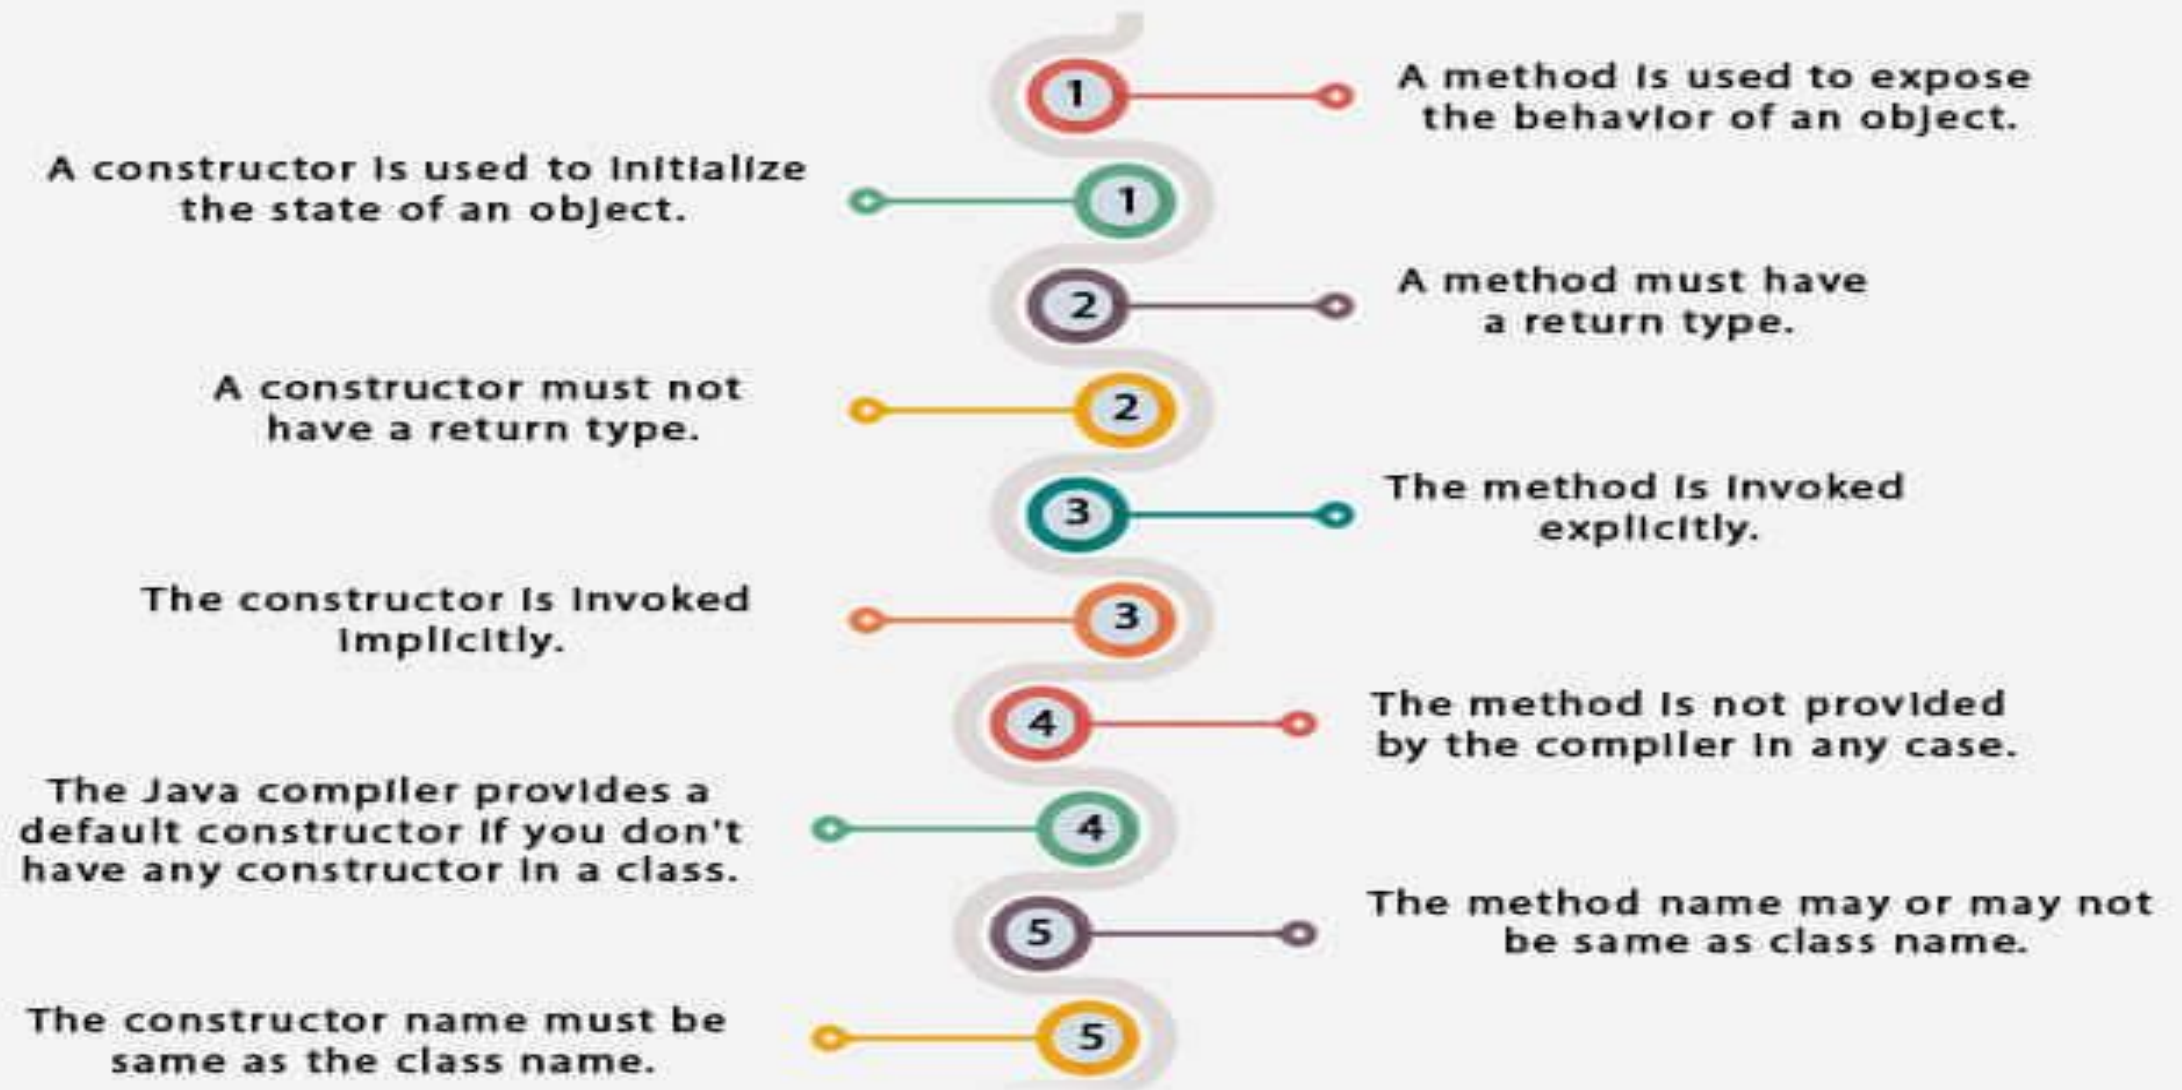 1
A method is used to expose
the behavior of an object.
A constructor is used to initialize
the state of an object.
1
2
A method must have
a return type.
A constructor must not
have a return type.
2
3
The method is invoked
explicitly.
The constructor is invoked
implicitly.
3
4
The method is not provided
by the compiler in any case.
The Java compiler provides a
default constructor if you don't
have any constructor in a class.
4
5
The method name may or may not
be same as class name.
The constructor name must be
same as the class name.
5